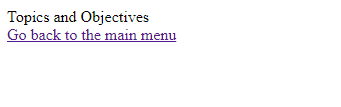 Topics and Objectives
Go back to the main menu